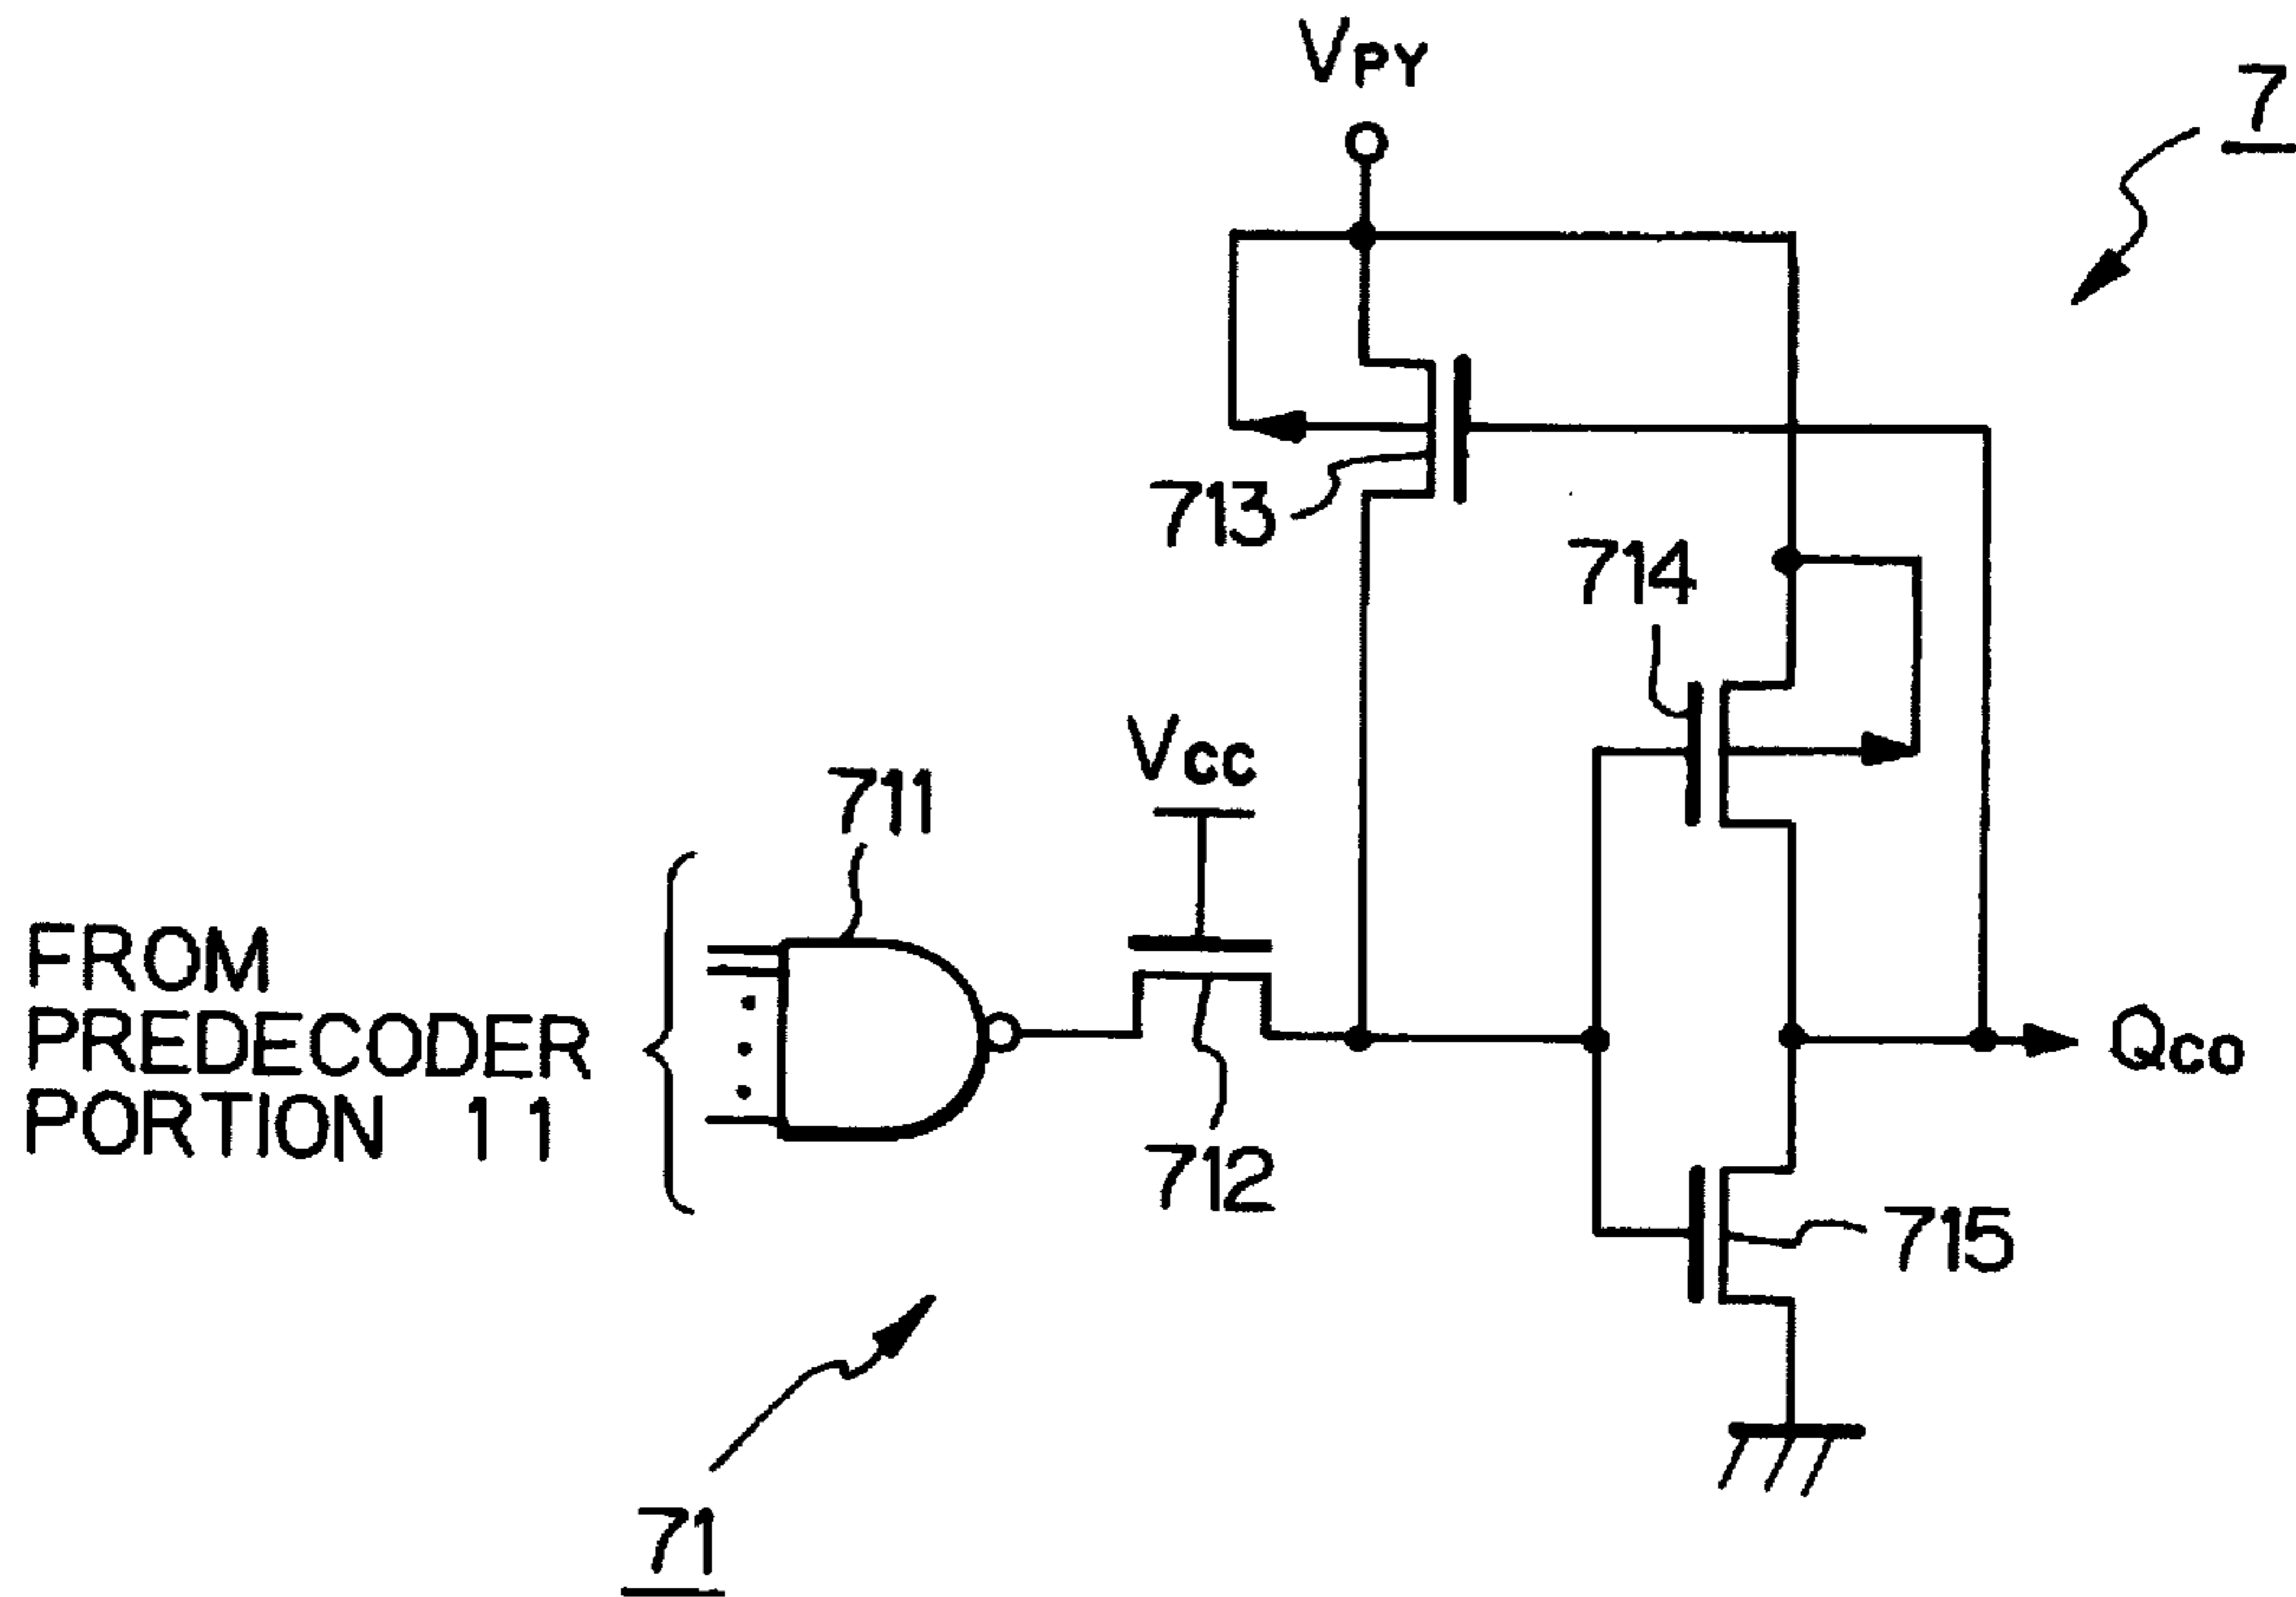 VPY
7
713
714
VCC
711
FROM
PREDECODER
PORTION 11
QCO
712
715
71